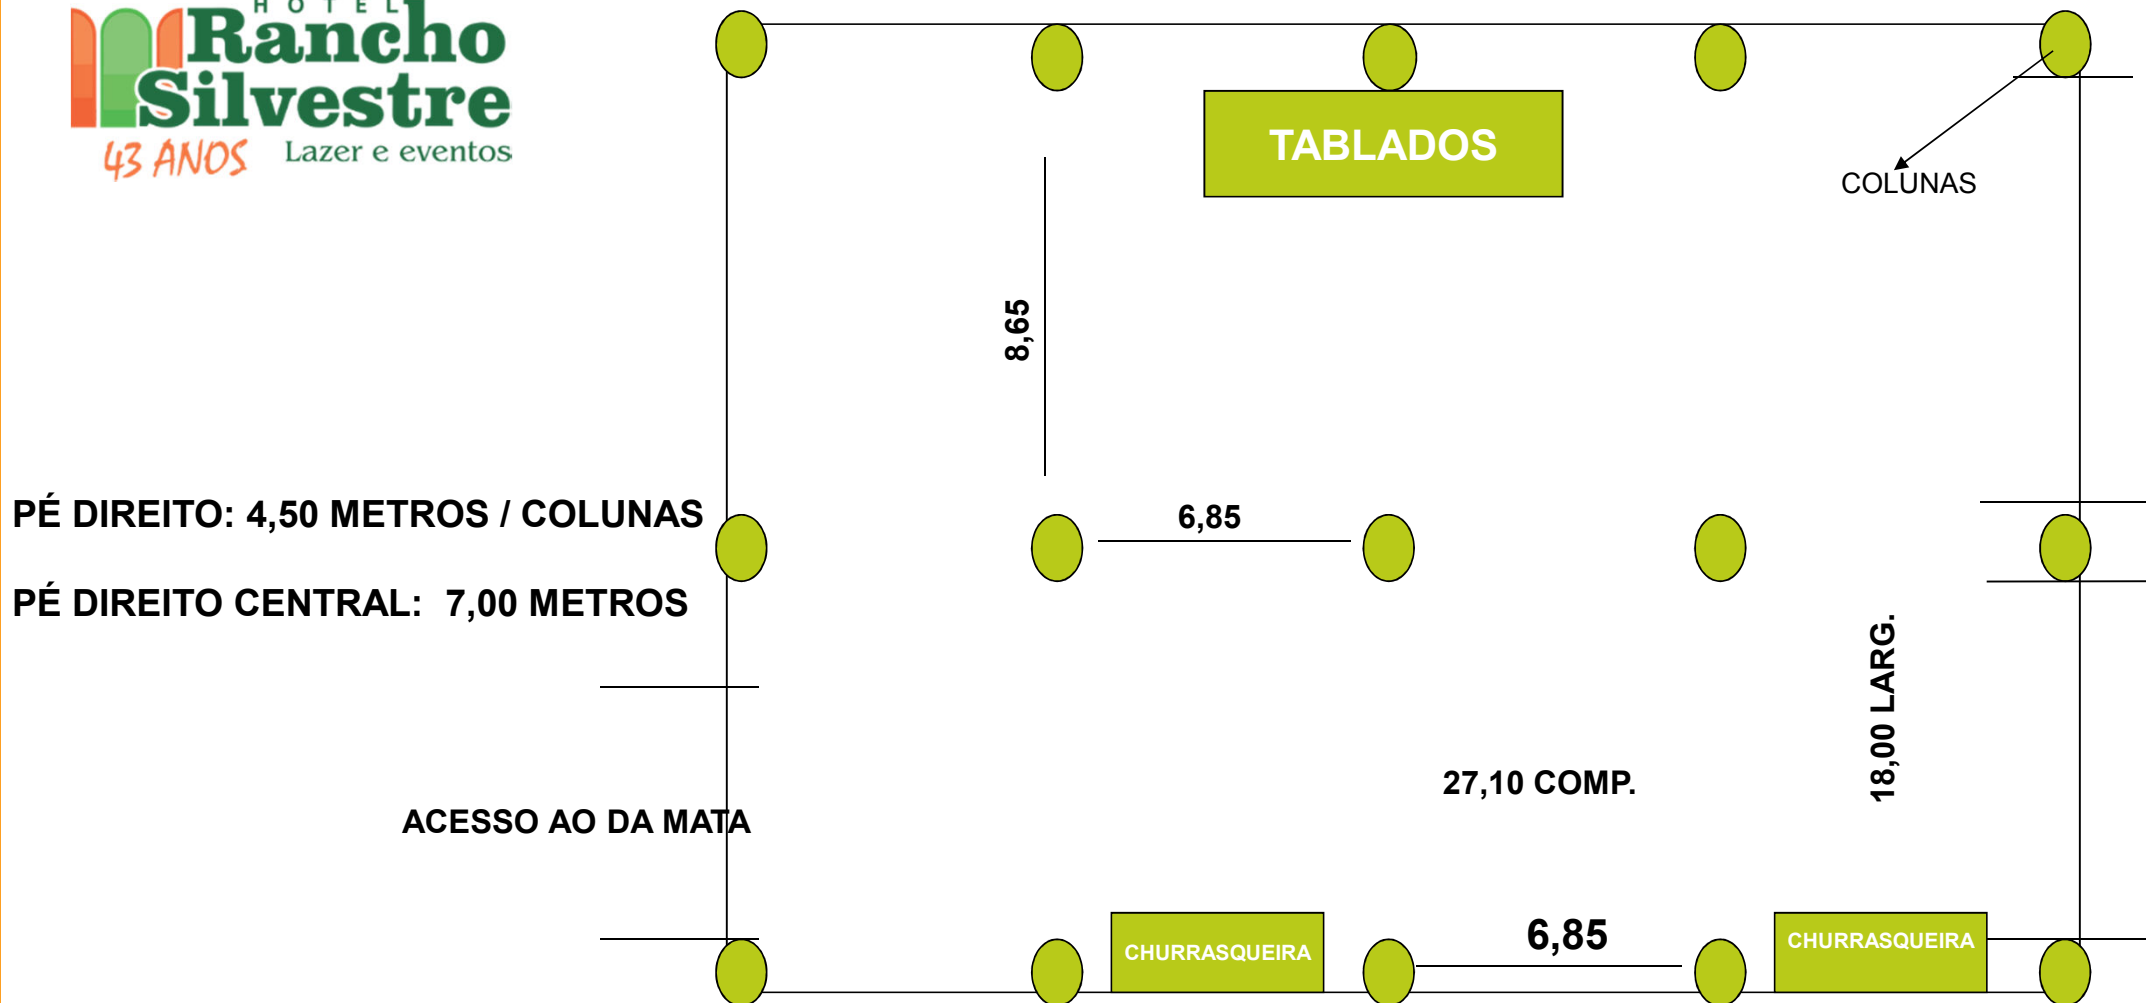 HOTEL
Rancho
Silvestre
43 ANOS Lazer e eventos
TABLADOS
COLUNAS
8,65
PÉ DIREITO: 4,50 METROS / COLUNAS
6,85
PÉ DIREITO CENTRAL: 7,00 METROS
18,00 LARG.
27,10 COMP.
ACESSO AO DA MATA
CHURRASQUEIRA
6,85
CHURRASQUEIRA